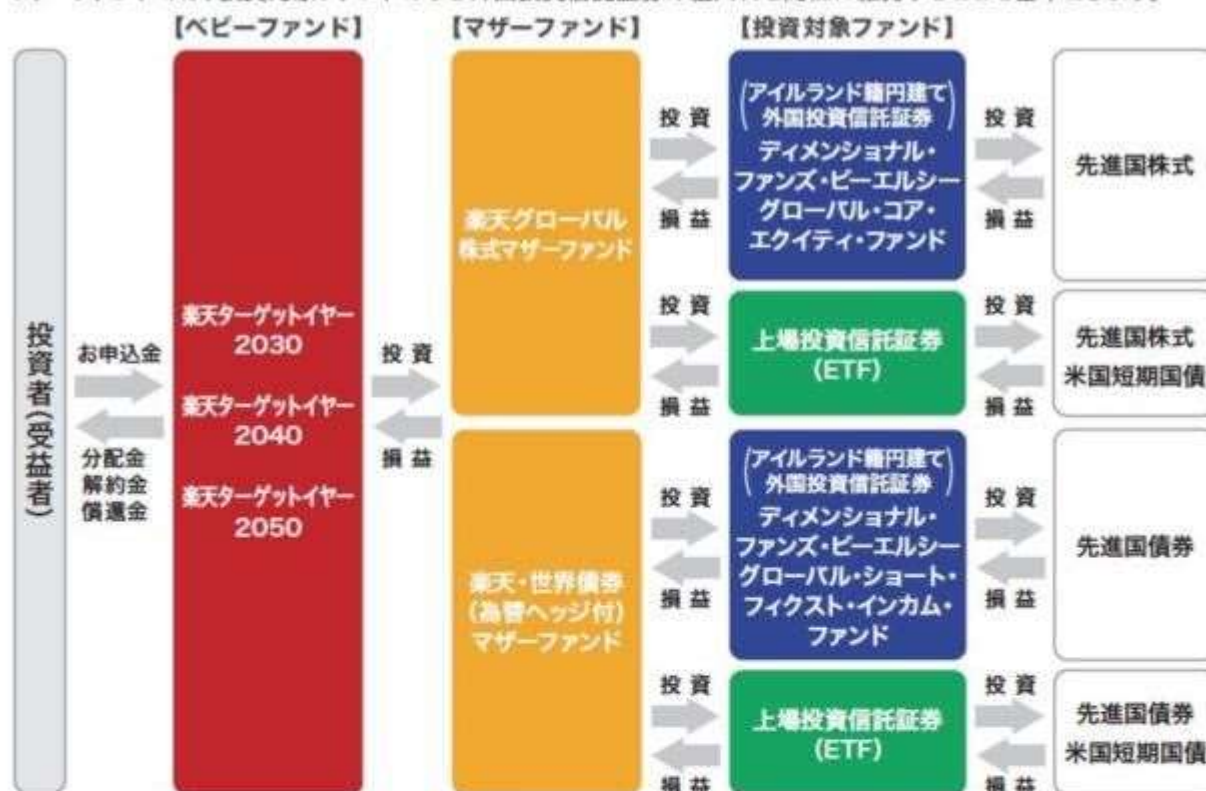 【ベビーファンド】
【マザーファンド】
【投資対象ファンド】
投資者(受益者)
お申込金
分配金
解約金
償還金
楽天ターゲットイヤー
2030
楽天ターゲットイヤー
2040
楽天ターゲットイヤー
2050
投資
損益
楽天グローバル
株式マザーファンド
投資
損益
(アイルランド籍円建て
外国投資信託証券)
ディメンショナル・
ファンズ・ピーエルシー
グローバル・コア・
エクイティ・ファンド
投資
損益
先進国株式
投資
損益
上場投資信託証券
(ETF)
投資
損益
先進国株式
米国短期国債
楽天・世界債券
(為替ヘッジ付)
マザーファンド
投資
損益
(アイルランド籍円建て
外国投資信託証券)
ディメンショナル・
ファンズ・ピーエルシー
グローバル・ショート・
フィクスト・インカム・
ファンド
投資
損益
先進国債券
投資
損益
上場投資信託証券
(ETF)
投資
損益
先進国債券
米国短期国債